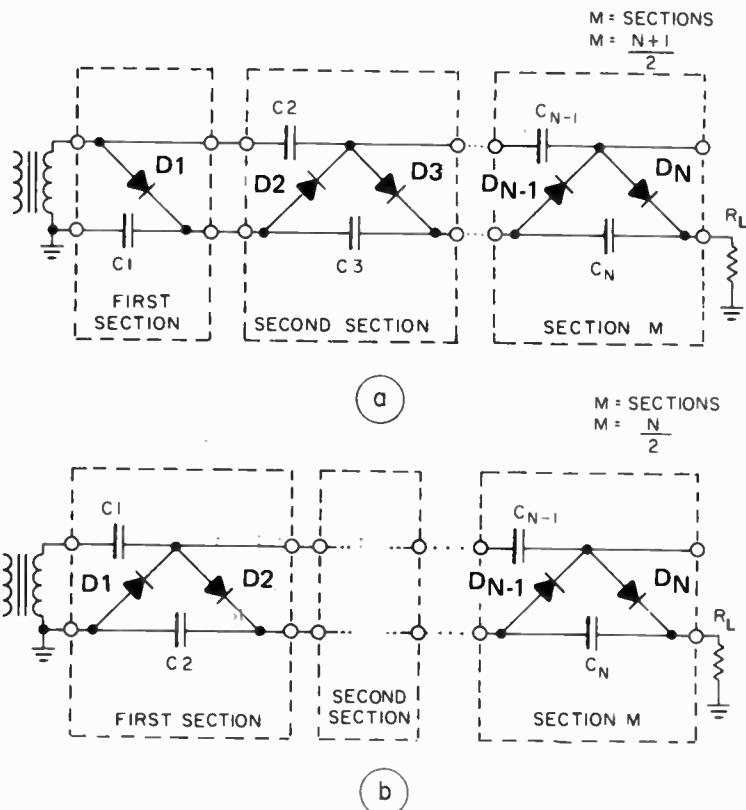 M = SECTIONS
M = N+1
2
C2
C_N-1
D1
D2
D3
D_N-1
D_N
R_L
C1
C3
C_N
FIRST
SECTION
SECOND SECTION
SECTION M
a
M = SECTIONS
M = N
2
C1
C_N-1
D1
D2
D_N-1
D_N
R_L
C2
C_N
SECOND
SECTION
FIRST SECTION
SECTION M
b